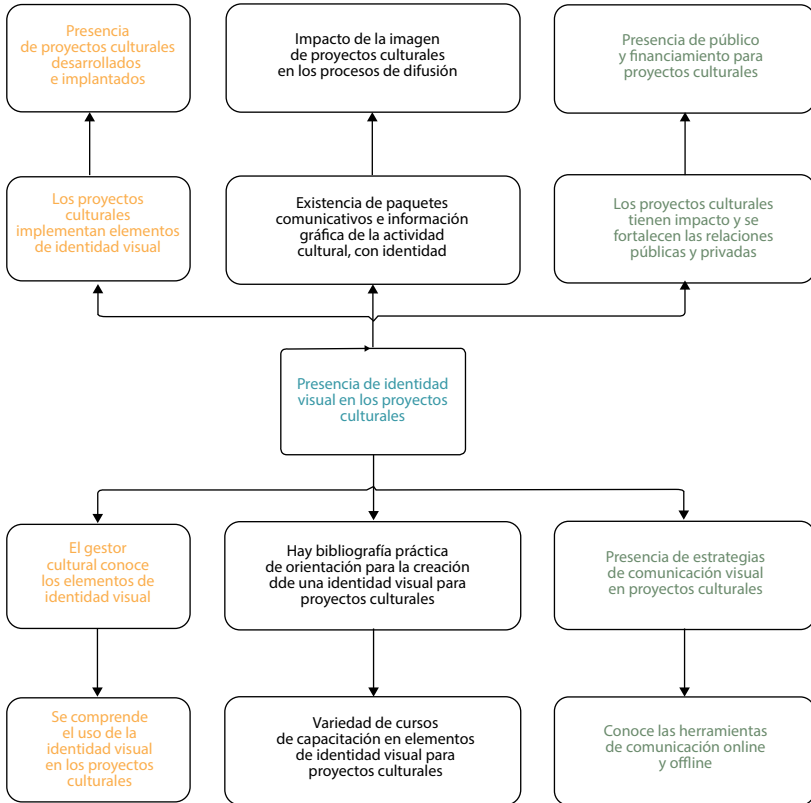 Presencia
de proyectos culturales
desarrollados
e implantados
Impacto de la imagen
de proyectos culturales
en los procesos de difusión
Presencia de público
y financiamiento para
proyectos culturales
Los proyectos
culturales
implementan elementos
de identidad visual
Existencia de paquetes
comunicativos e información
gráfica de la actividad
cultural, con identidad
Los proyectos culturales
tienen impacto y se
fortalecen las relaciones
públicas y privadas
Presencia de identidad
visual en los proyectos
culturales
El gestor
cultural conoce
los elementos de
identidad visual
Hay bibliografía práctica
de orientación para la creación
dde una identidad visual para
proyectos culturales
Presencia de estrategias
de comunicación visual
en proyectos culturales
Se comprende
el uso de la
identidad visual
en los proyectos
culturales
Variedad de cursos
de capacitación en elementos
de identidad visual para
proyectos culturales
Conoce las herramientas
de comunicación online
y offline